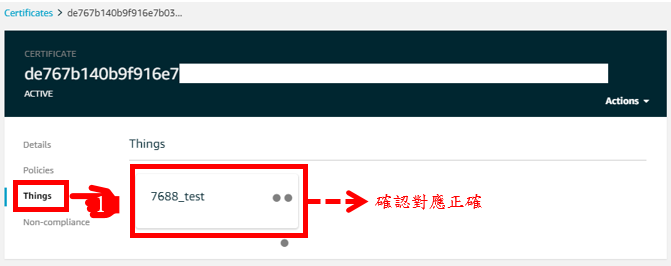 Certificates > de767b140b9f916e7b03...
CERTIFICATE
de767b140b9f916e7
ACTIVE
Actions
Details
Policies
Things
Non-compliance
Things
7688_test
1
確認對應正確